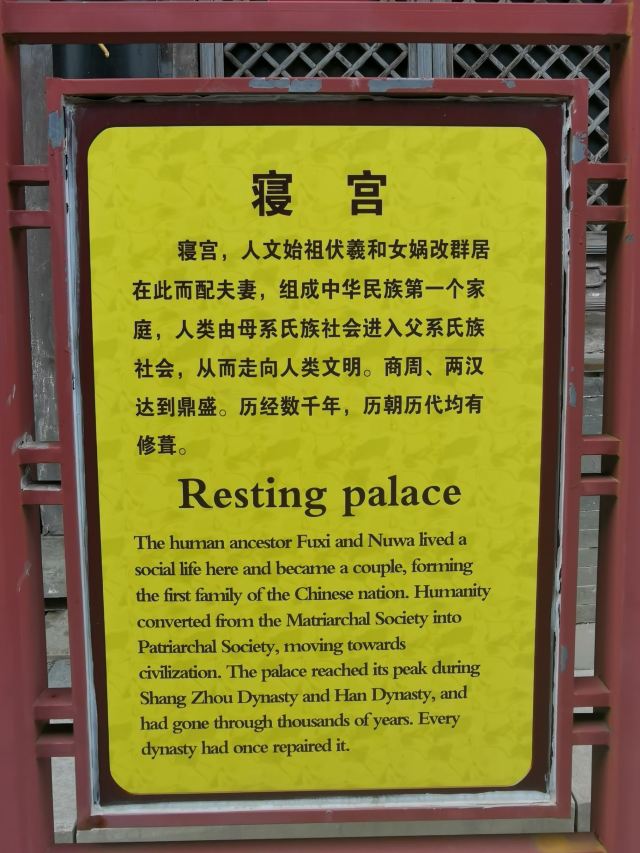 寝 宫
寝宫，人文始祖伏羲和女娲改群居
在此而配夫妻，组成中华民族第一个家
庭，人类由母系氏族社会进入父系氏族
社会，从而走向人类文明。商周、两汉
达到鼎盛。历经数千年，历朝历代均有
修葺。
Resting palace
The human ancestor Fuxi and Nuwa lived a
social life here and became a couple, forming
the first family of the Chinese nation. Humanity
converted from the Matriarchal Society into
Patriarchal Society, moving towards
civilization. The palace reached its peak during
Shang Zhou Dynasty and Han Dynasty, and
had gone through thousands of years. Every
dynasty had once repaired it.